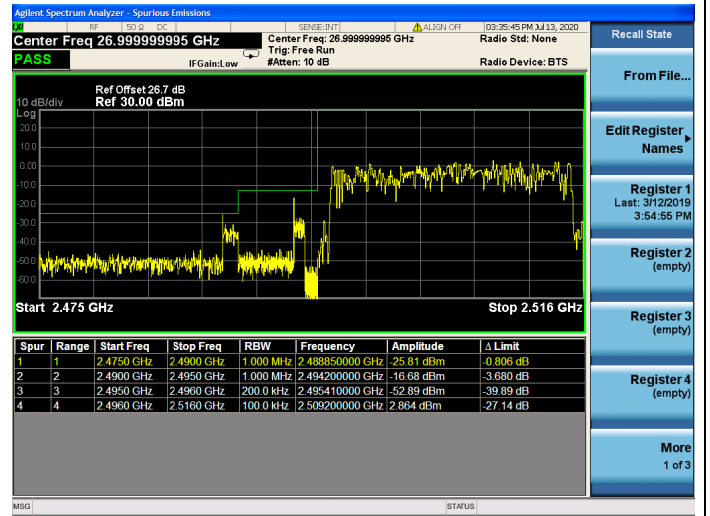 Agilent Spectrum Analyzer - Spurious Emissions
LXI RF 50 Ω DC SENSE:INT ALIGN OFF 03:35:45 PM Jul 13, 2020
Center Freq 26.999999995 GHz
Center Freq: 26.999999995 GHz
Radio Std: None
Trig: Free Run
PASS
IFGain:Low
#Atten: 10 dB
Radio Device: BTS
Ref Offset 26.7 dB
10 dB/div Ref 30.00 dBm
Log
20.0
10.0
0.00
-10.0
-20.0
-30.0
-40.0
-50.0
-60.0
Start 2.475 GHz Stop 2.516 GHz
Spur Range Start Freq Stop Freq RBW Frequency Amplitude Δ Limit
1 1 2.4750 GHz 2.4900 GHz 1.000 MHz 2.488850000 GHz -25.81 dBm -0.806 dB
2 2 2.4900 GHz 2.4950 GHz 1.000 MHz 2.494200000 GHz -16.68 dBm -3.680 dB
3 3 2.4950 GHz 2.4960 GHz 200.0 kHz 2.495410000 GHz -52.89 dBm -39.89 dB
4 4 2.4960 GHz 2.5160 GHz 100.0 kHz 2.509200000 GHz 2.864 dBm -27.14 dB
MSG STATUS
Recall State
From File...
Edit Register
Names
Register 1
Last: 3/12/2019
3:54:55 PM
Register 2
(empty)
Register 3
(empty)
Register 4
(empty)
More
1 of 3